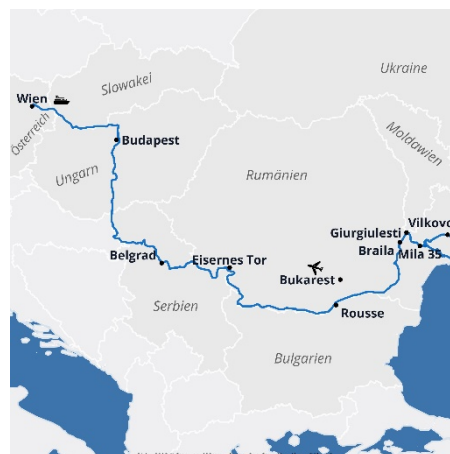 Slowakei
Ukraine
Wien
Österreich
Moldawien
Budapest
Ungarn
Rumänien
Vilkovo
Giurgiulesti
Braila
Mila 35
Belgrad
Eisernes Tor
Bukarest
Serbien
Rousse
Bulgarien